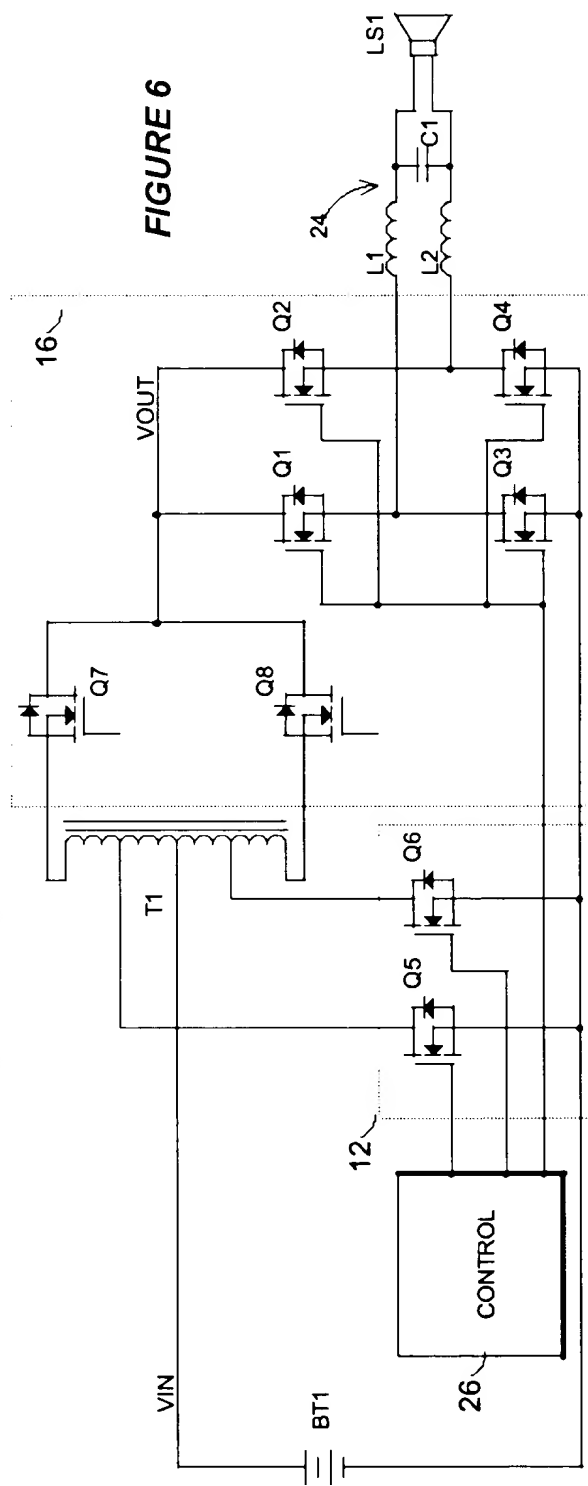 FIGURE 6
16
VOUT
VIN
T1
Q7
Q8
Q1
Q2
Q3
Q4
Q5
Q6
12
CONTROL
26
BT1
24
L1
L2
C1
LS1